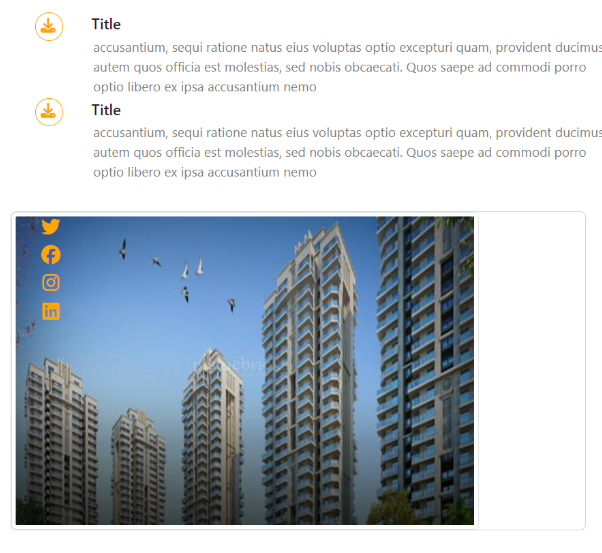 Title
accusantium, sequi ratione natus eius voluptas optio excepturi quam, provident ducimus
autem quos officia est molestias, sed nobis obcaecati. Quos saepe ad commodi porro
optio libero ex ipsa accusantium nemo
Title
accusantium, sequi ratione natus eius voluptas optio excepturi quam, provident ducimus
autem quos officia est molestias, sed nobis obcaecati. Quos saepe ad commodi porro
optio libero ex ipsa accusantium nemo